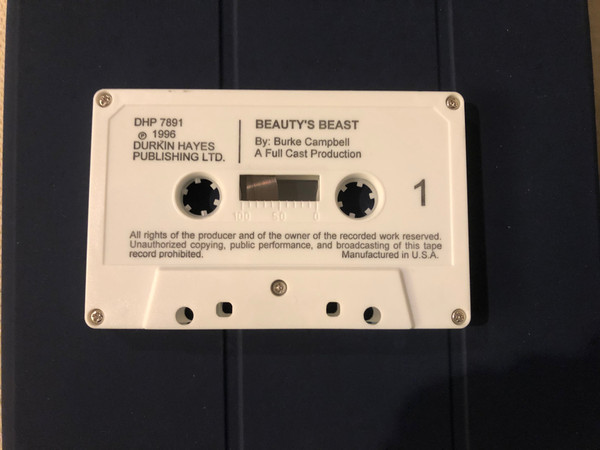 DHP 7891
℗ 1996
DURKIN HAYES
PUBLISHING LTD.
BEAUTY'S BEAST
By: Burke Campbell
A Full Cast Production
1
100 50 0
All rights of the producer and of the owner of the recorded work reserved.
Unauthorized copying, public performance, and broadcasting of this tape
record prohibited. Manufactured in U.S.A.